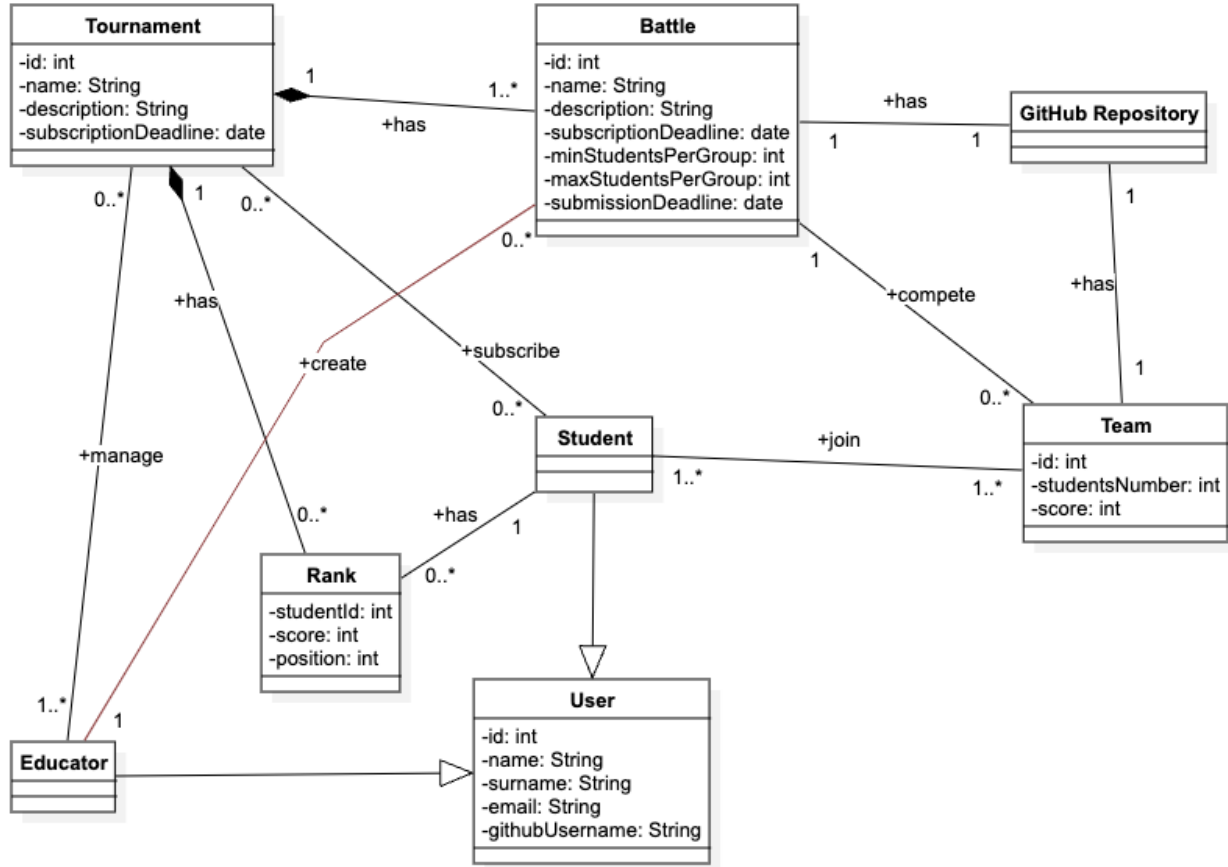 Tournament
-id: int
-name: String
-description: String
-subscriptionDeadline: date
Battle
-id: int
-name: String
-description: String
-subscriptionDeadline: date
-minStudentsPerGroup: int
-maxStudentsPerGroup: int
-submissionDeadline: date
GitHub Repository
1
1..*
+has
+has
1
1
0..*
1
0..*
0..*
1
1
+has
+create
+subscribe
+compete
+has
+manage
0..*
0..*
1
Student
+join
1..*
1..*
Team
-id: int
-studentsNumber: int
-score: int
0..*
+has
1
0..*
Rank
-studentId: int
-score: int
-position: int
1..*
1
Educator
User
-id: int
-name: String
-surname: String
-email: String
-githubUsername: String